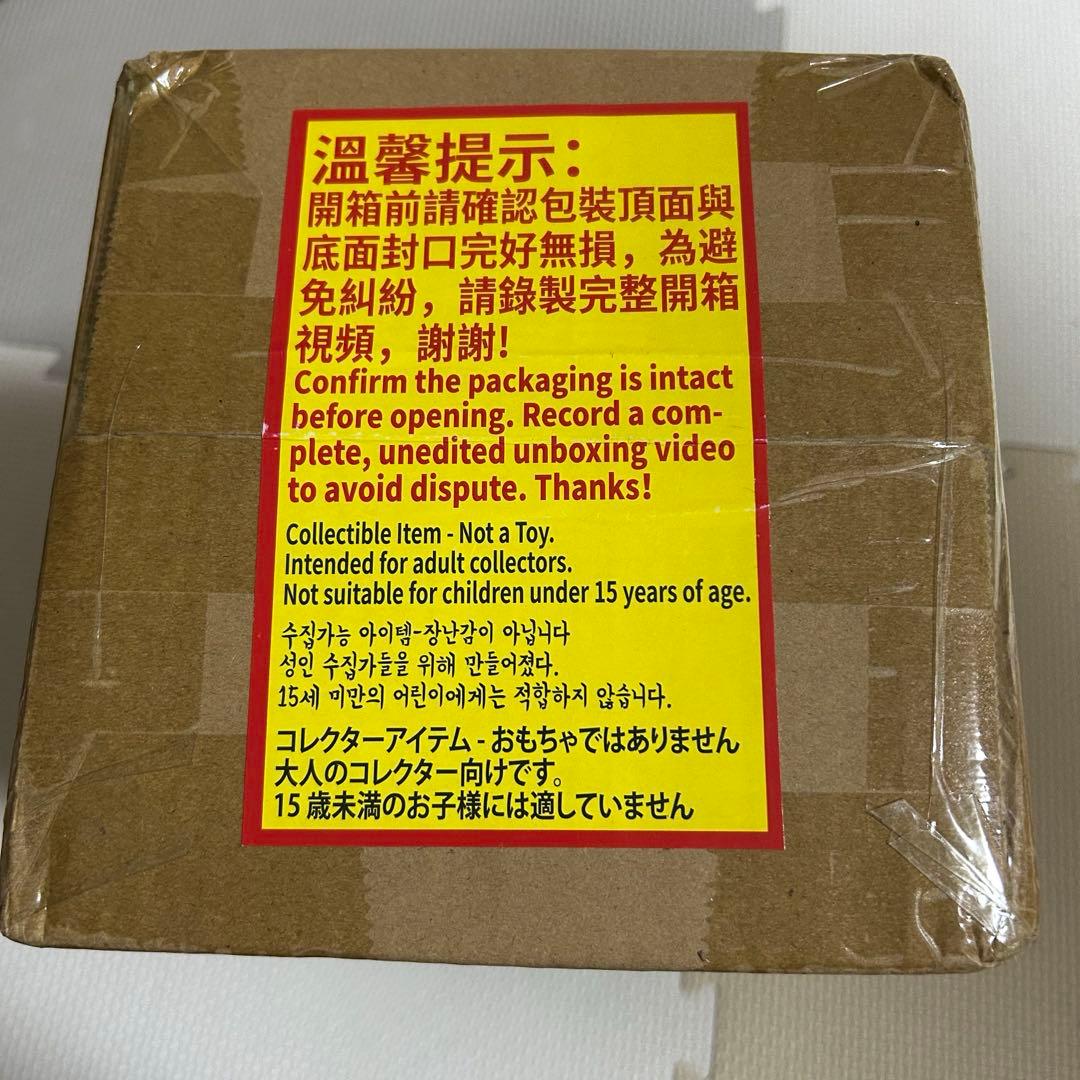 溫馨提示：
開箱前請確認包裝頂面與
底面封口完好無損，為避
免糾紛，請錄製完整開箱
視頻，謝謝!
Confirm the packaging is intact
before opening. Record a com-
plete, unedited unboxing video
to avoid dispute. Thanks!
Collectible Item - Not a Toy.
Intended for adult collectors.
Not suitable for children under 15 years of age.
수집가능 아이템-장난감이 아닙니다
성인 수집가들을 위해 만들어졌다.
15세 미만의 어린이에게는 적합하지 않습니다.
コレクターアイテム - おもちゃではありません
大人のコレクター向けです。
15 歳未満のお子様には適していません